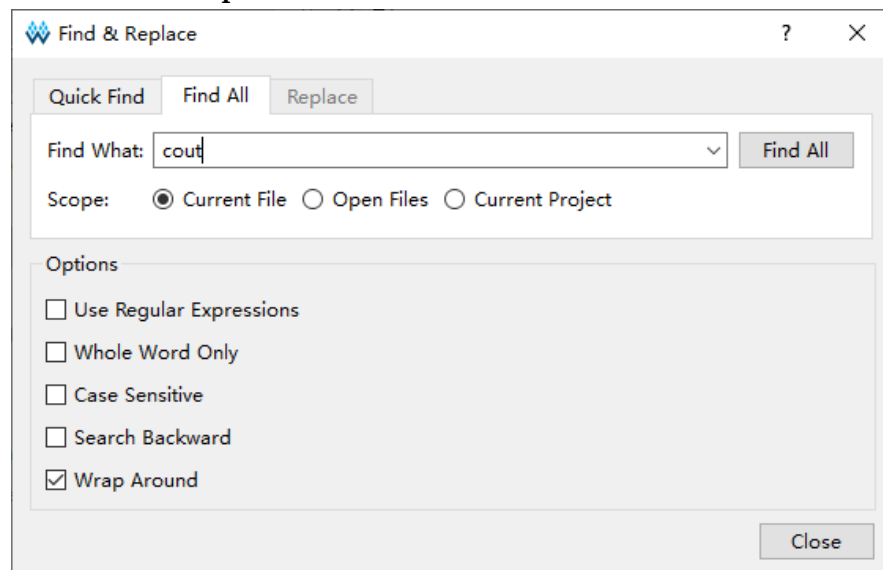 Find & Replace ?
Quick Find Find All Replace
Find What: cout Find All
Scope: Current File Open Files Current Project
Options
Use Regular Expressions
Whole Word Only
Case Sensitive
Search Backward
Wrap Around
Close